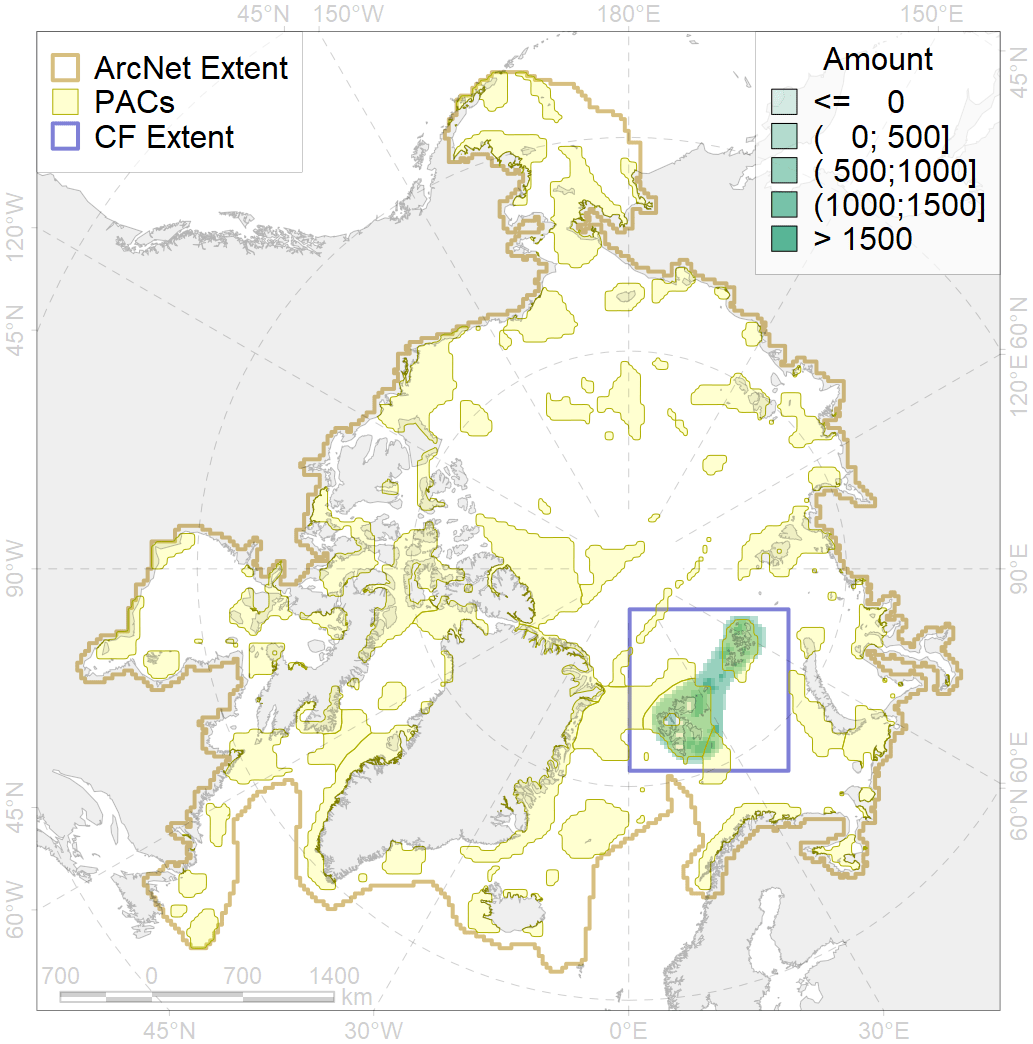 45°N 150°W 180°E 150°E
ArcNet Extent
PACs
CF Extent
Amount
<= 0
( 0; 500]
( 500;1000]
(1000;1500]
> 1500
45°N
120°W
60°N
45°N
120°E
90°W
90°E
45°N
60°E
60°N
60°W
700 0 700 1400
km
45°N 30°W 0°E 30°E